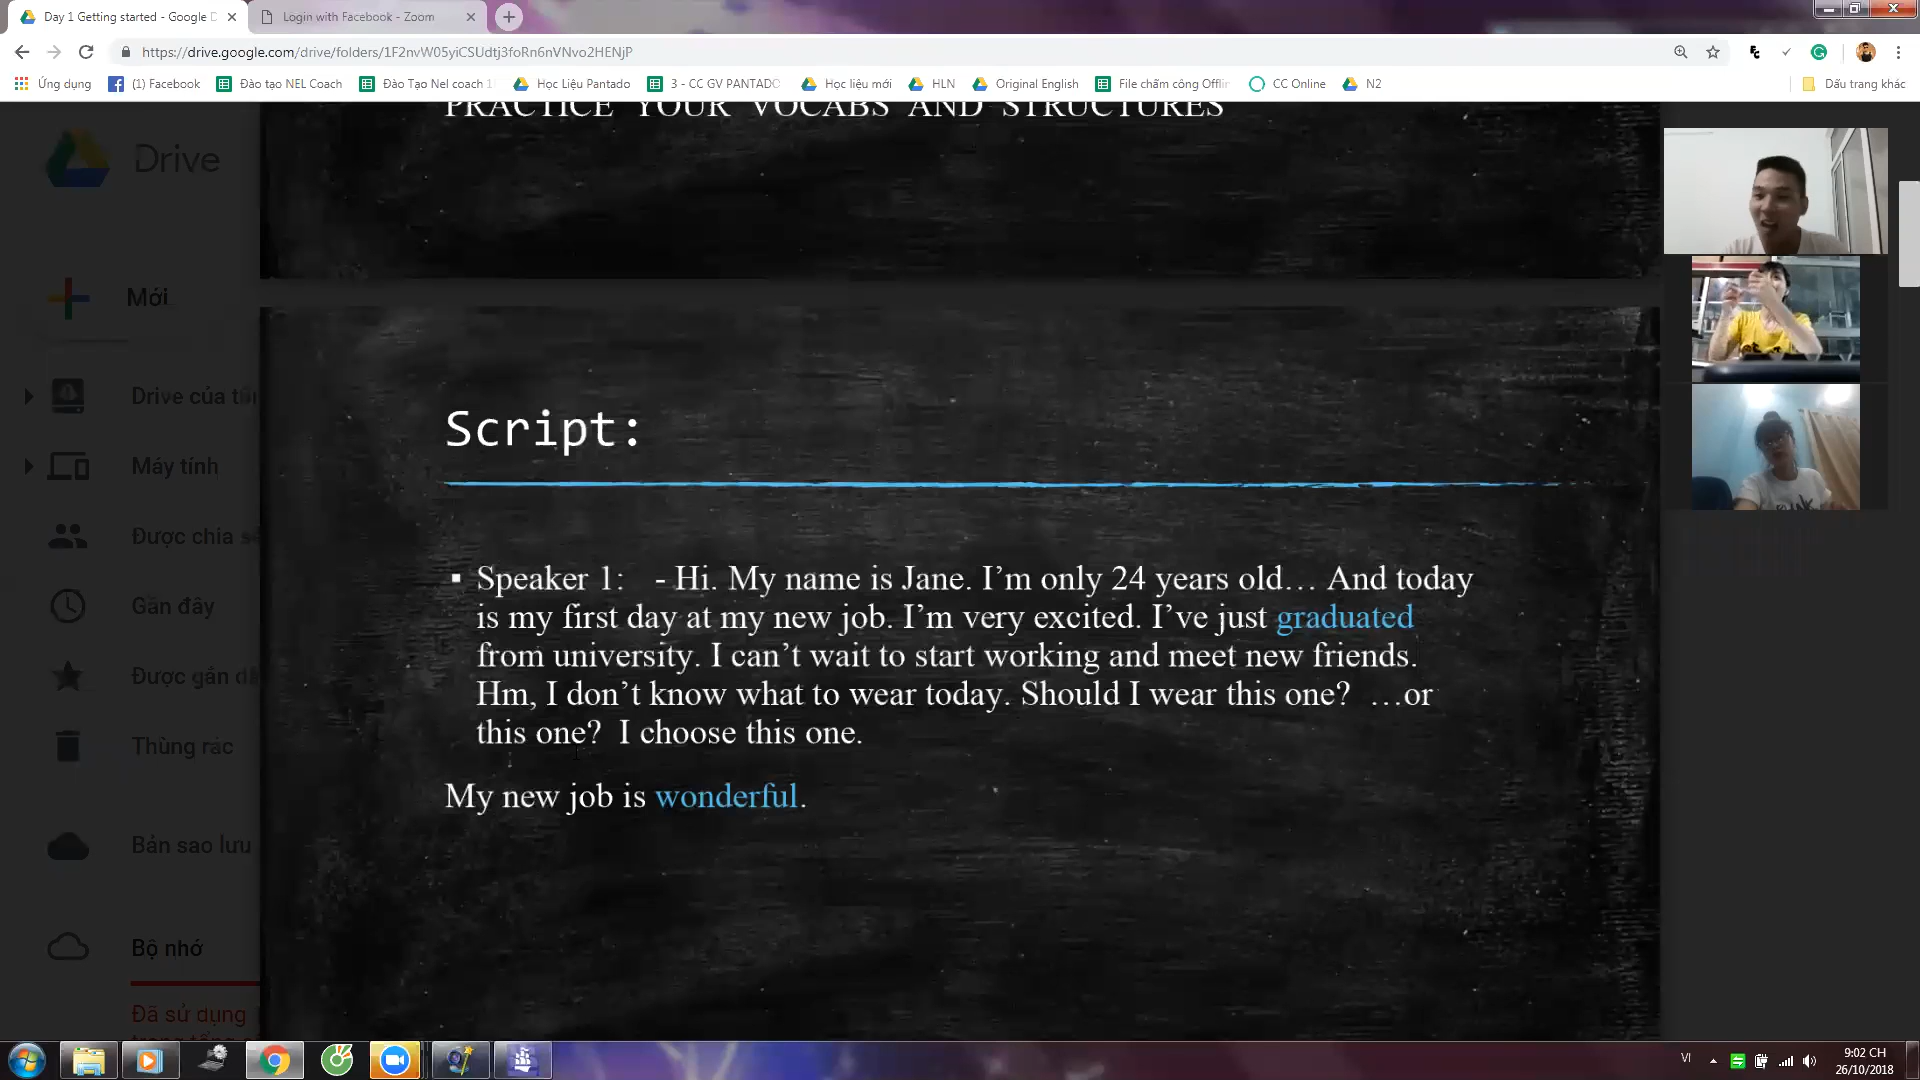 Day 1 Getting started - Google D
Login with Facebook - Zoom
https://drive.google.com/drive/folders/1F2nvW05yiCSUdtj3foRn6nVNvo2HENjP
Ứng dụng
(1) Facebook
Đào tạo NEL Coach
Đào Tạo Nel coach 1
Học Liệu Pantado
3 - CC GV PANTADO
Học liệu mới
HLN
Original English
File chấm công Offlin
CC Online
N2
Dấu trang khác
PRACTICE YOUR VOCABS AND STRUCTURES
Drive
Mới
Drive của tôi
Máy tính
Được chia sẻ
Gần đây
Được gắn dấ
Thùng rác
Bản sao lưu
Bộ nhớ
Đã sử dụng
Script:
▪ Speaker 1: - Hi. My name is Jane. I’m only 24 years old… And today
is my first day at my new job. I’m very excited. I’ve just graduated
from university. I can’t wait to start working and meet new friends.
Hm, I don’t know what to wear today. Should I wear this one? …or
this one? I choose this one.
My new job is wonderful.
VI
9:02 CH
26/10/2018